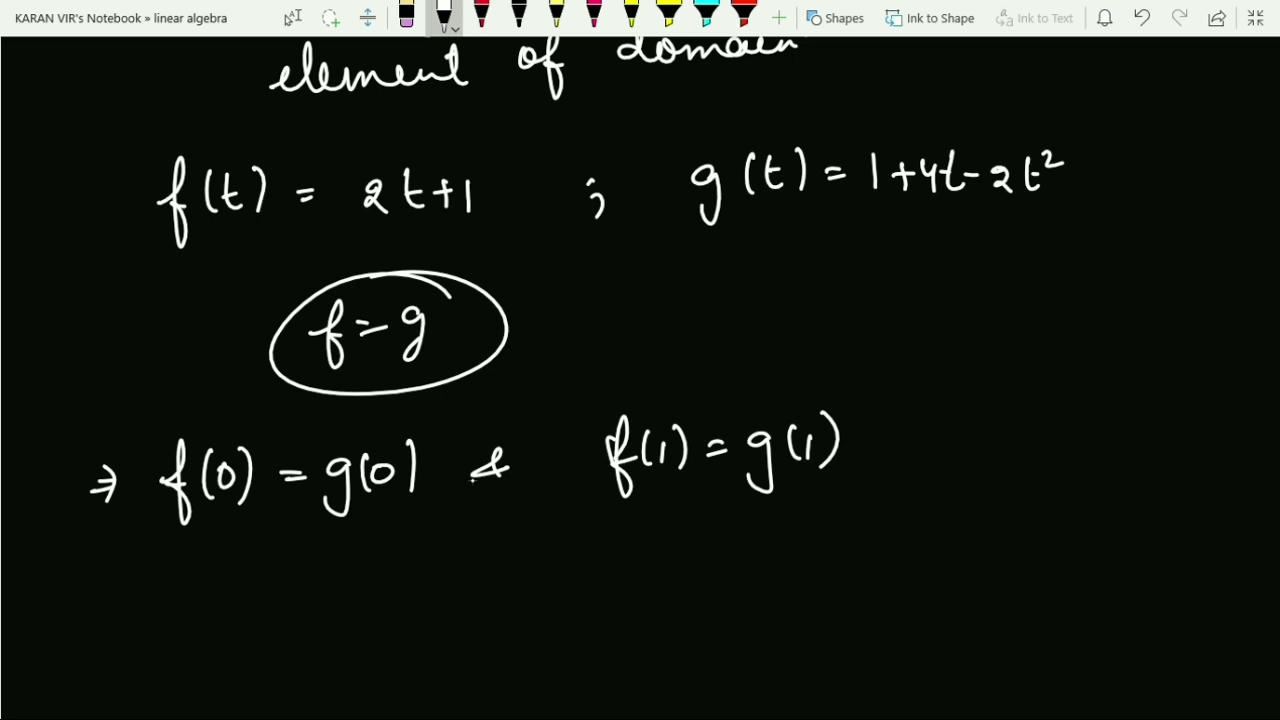 KARAN VIR's Notebook » linear algebra Shapes Ink to Shape Ink to Text
element of domain
f(t) = 2t+1 ; g(t) = 1+4t-2t²
f=g
⇒ f(0) = g(0) & f(1) = g(1)